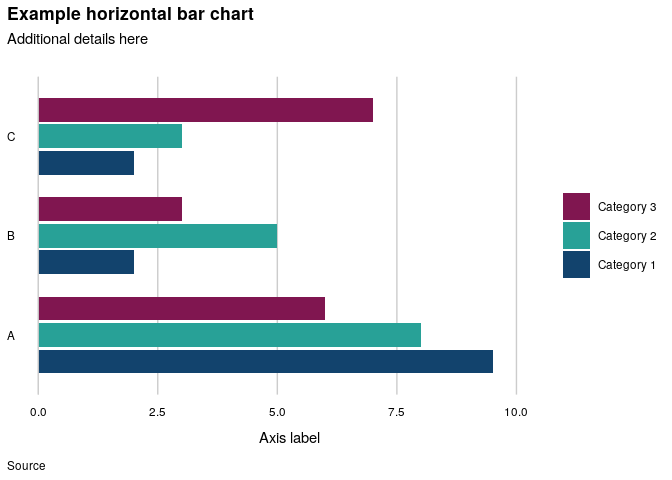 Example horizontal bar chart
Additional details here
C
B
A
Category 3
Category 2
Category 1
0.0 2.5 5.0 7.5 10.0
Axis label
Source